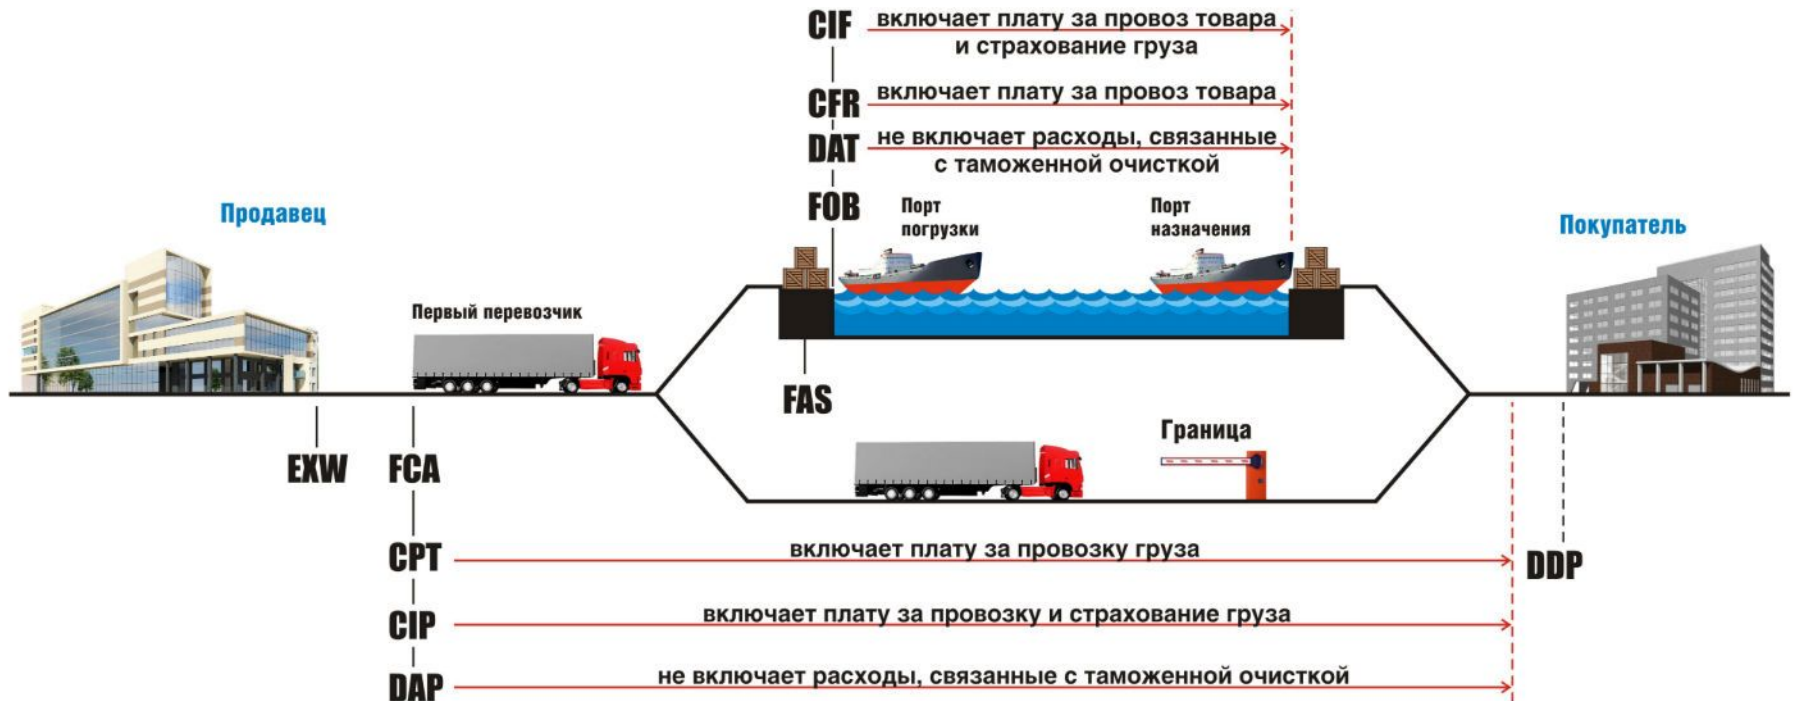 CIF включает плату за провоз товара
и страхование груза
CFR включает плату за провоз товара
DAT не включает расходы, связанные
с таможенной очисткой
FOB
Порт
погрузки
Порт
назначения
Продавец
Покупатель
Первый перевозчик
FAS
Граница
EXW
FCA
CPT включает плату за провозку груза
DDP
CIP включает плату за провозку и страхование груза
DAP не включает расходы, связанные с таможенной очисткой